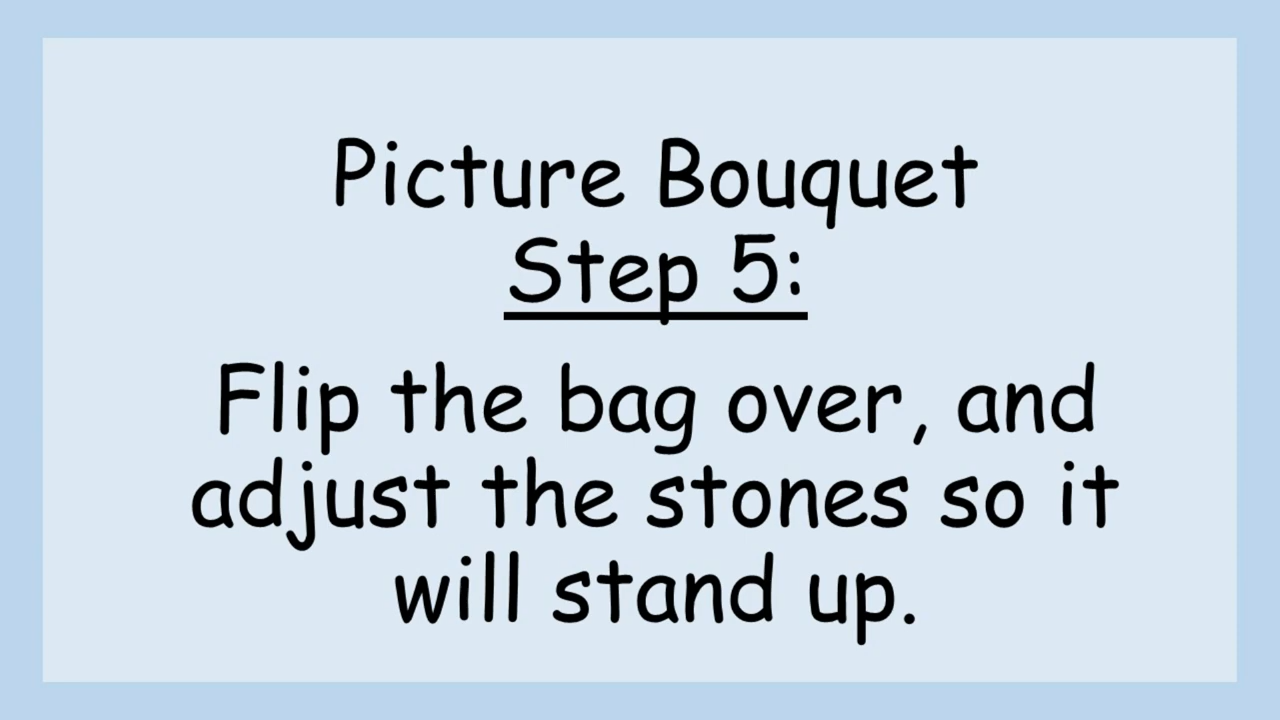 Picture Bouquet
Step 5:
Flip the bag over, and
adjust the stones so it
will stand up.